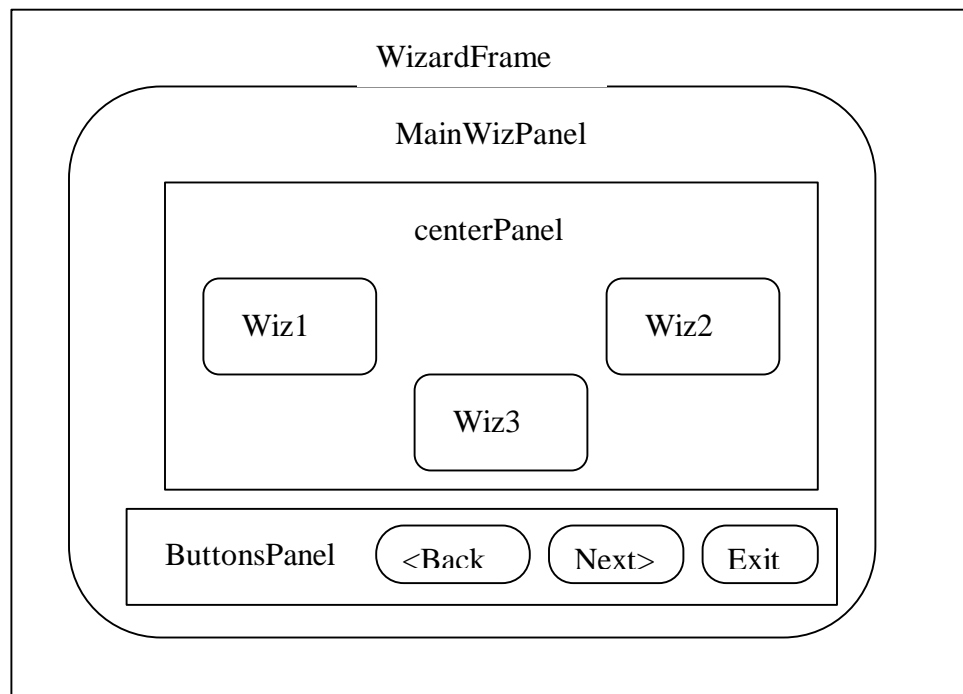 WizardFrame
MainWizPanel
centerPanel
Wiz1
Wiz2
Wiz3
ButtonsPanel
<Back
Next>
Exit